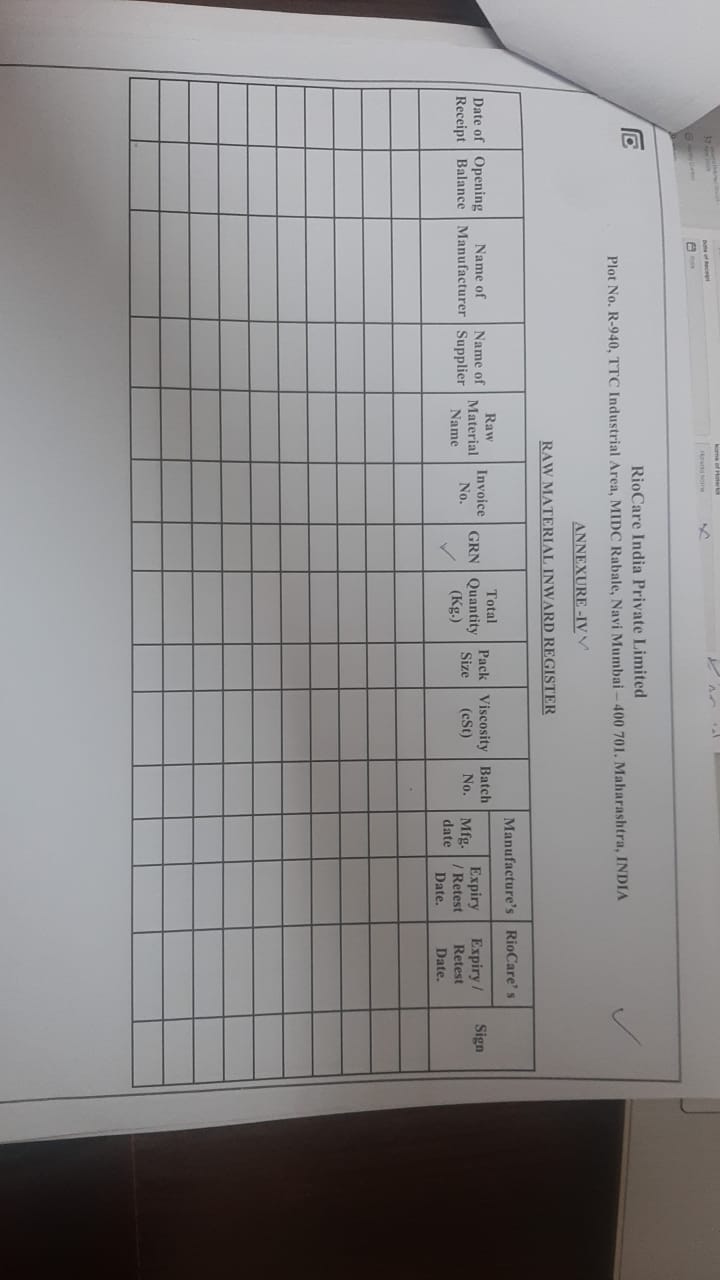 RioCare India Private Limited
Plot No. R-940, TTC Industrial Area, MIDC Rabale, Navi Mumbai – 400 701. Maharashtra, INDIA
ANNEXURE -IV
RAW MATERIAL INWARD REGISTER
Date of Receipt
Opening Balance
Name of Manufacturer
Name of Supplier
Raw Material Name
Invoice No.
GRN
Total Quantity (Kg.)
Pack Size
Viscosity (cSt)
Batch No.
Manufacture's
Mfg. date
Expiry / Retest Date.
RioCare' s
Expiry / Retest Date.
Sign
Date of Receipt